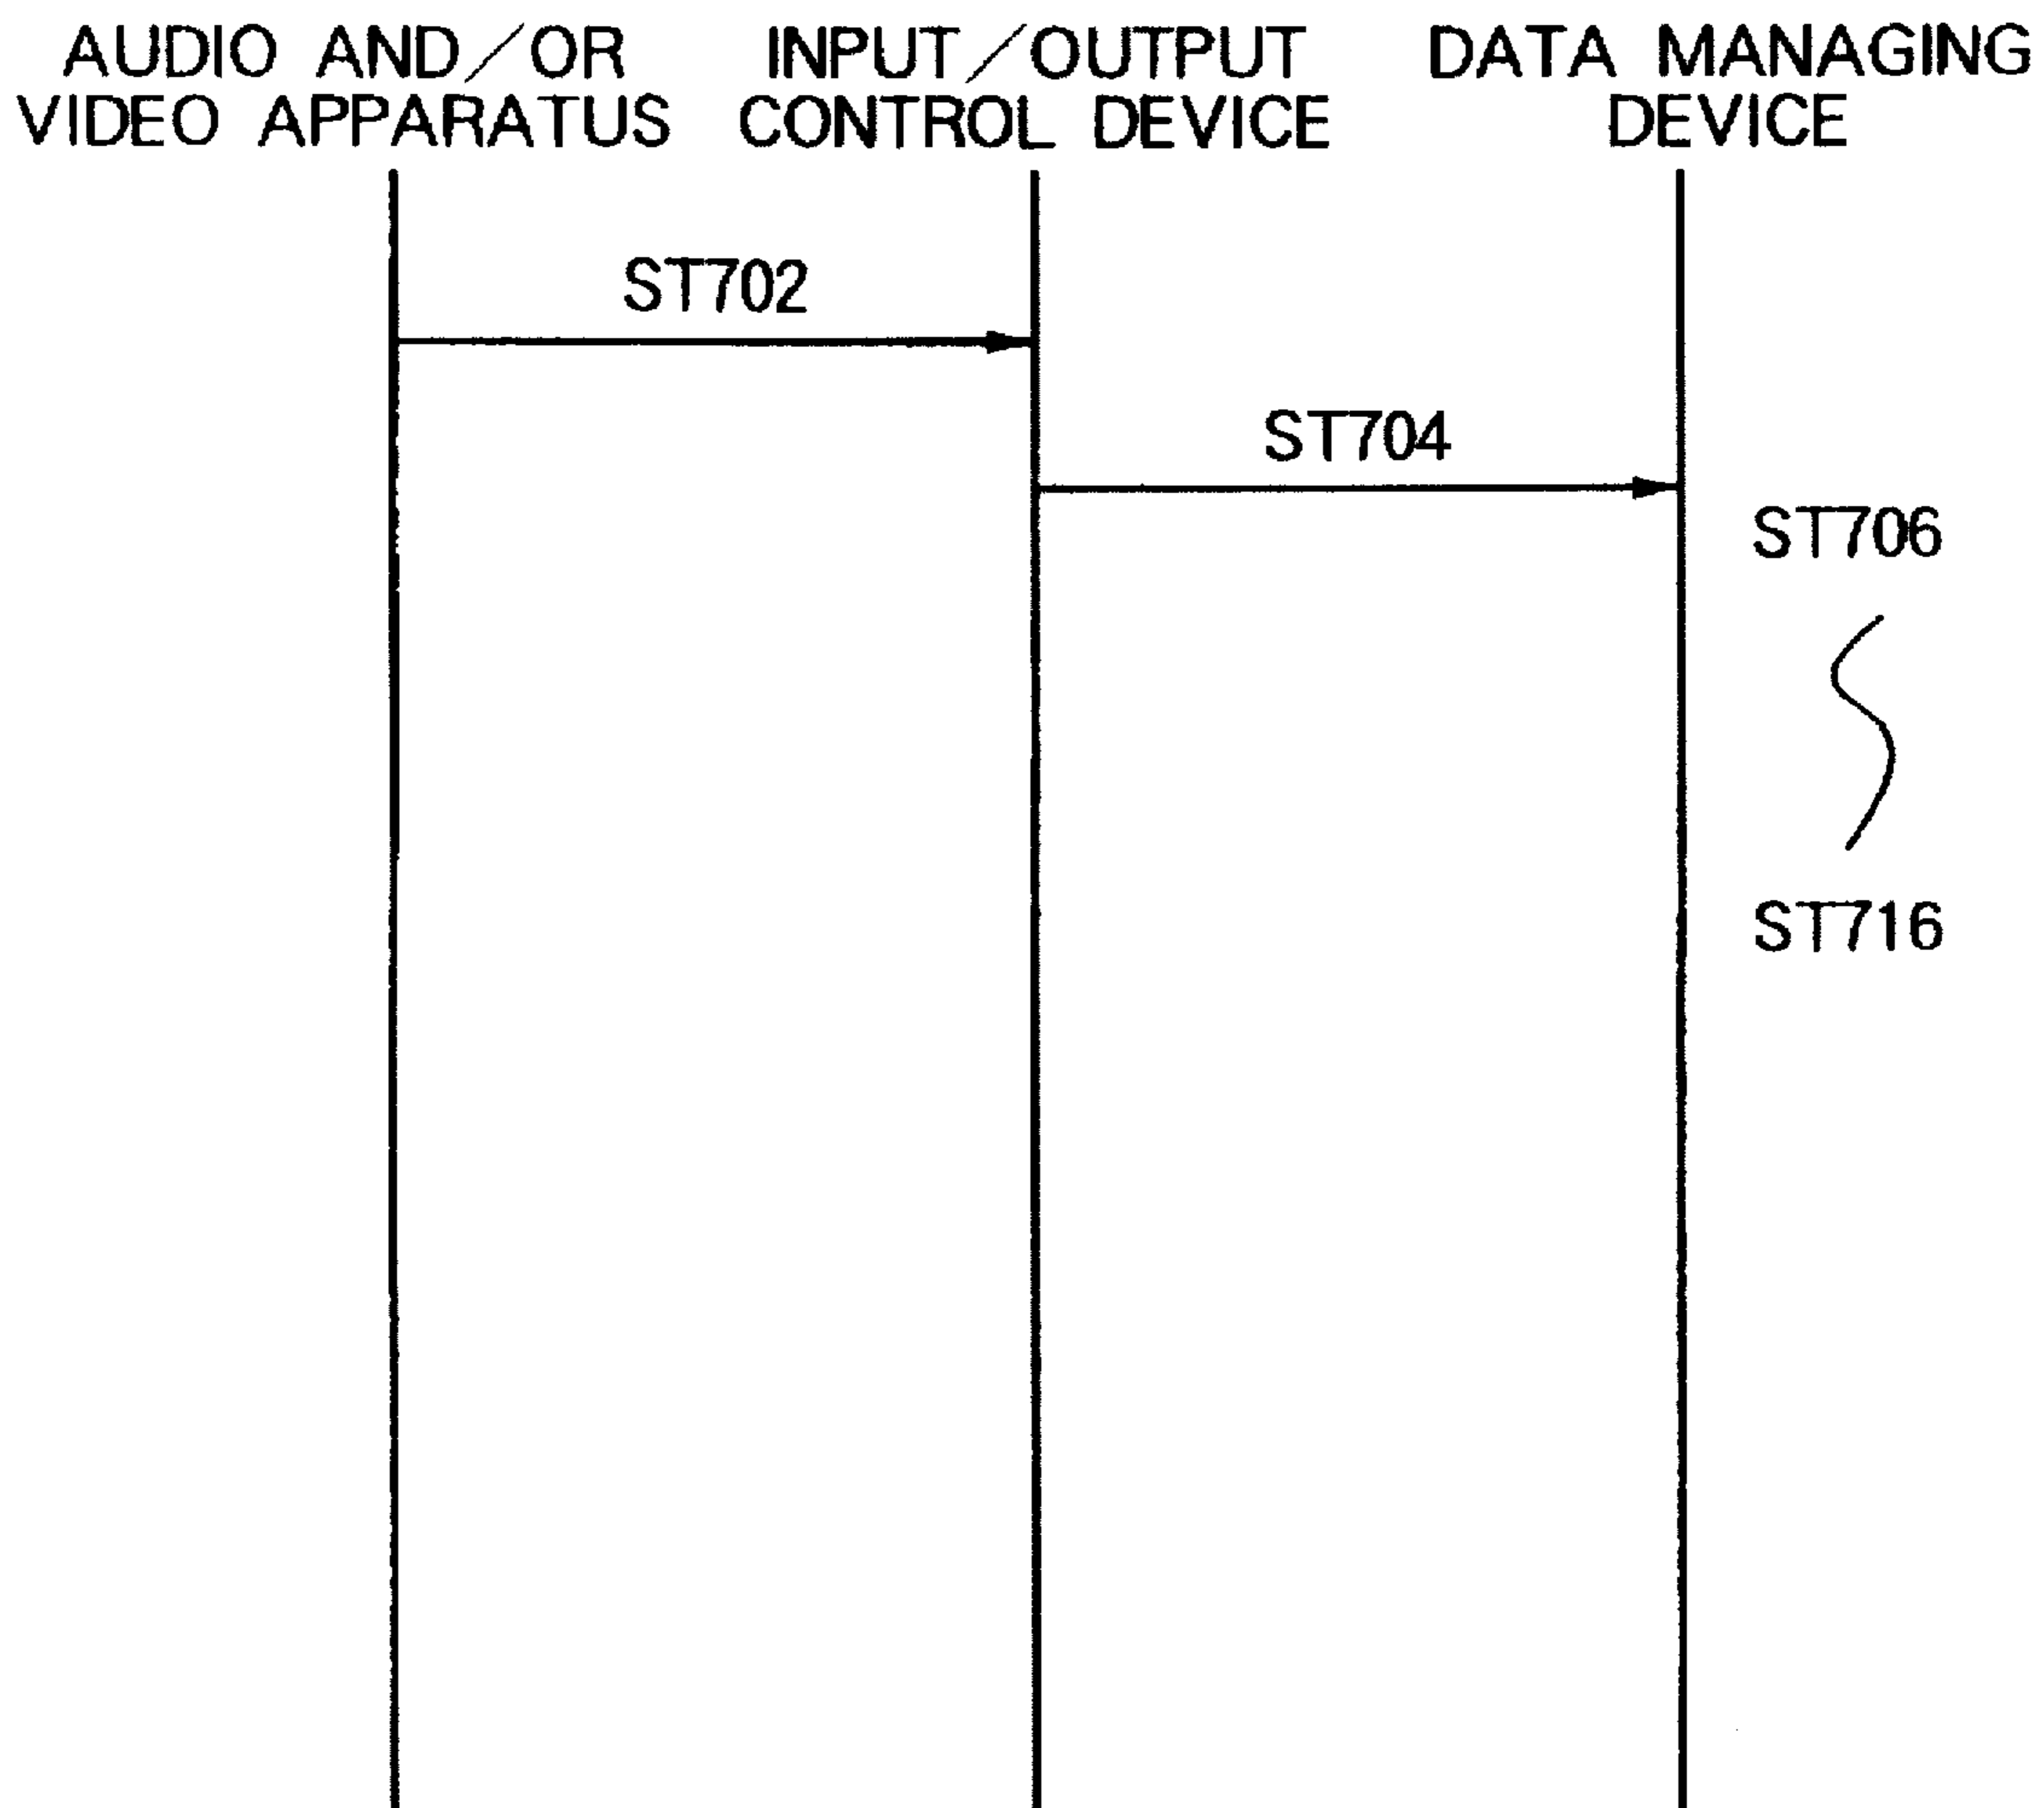 AUDIO AND/OR
VIDEO APPARATUS
INPUT/OUTPUT
CONTROL DEVICE
DATA MANAGING
DEVICE
ST702
ST704
ST706
ST716